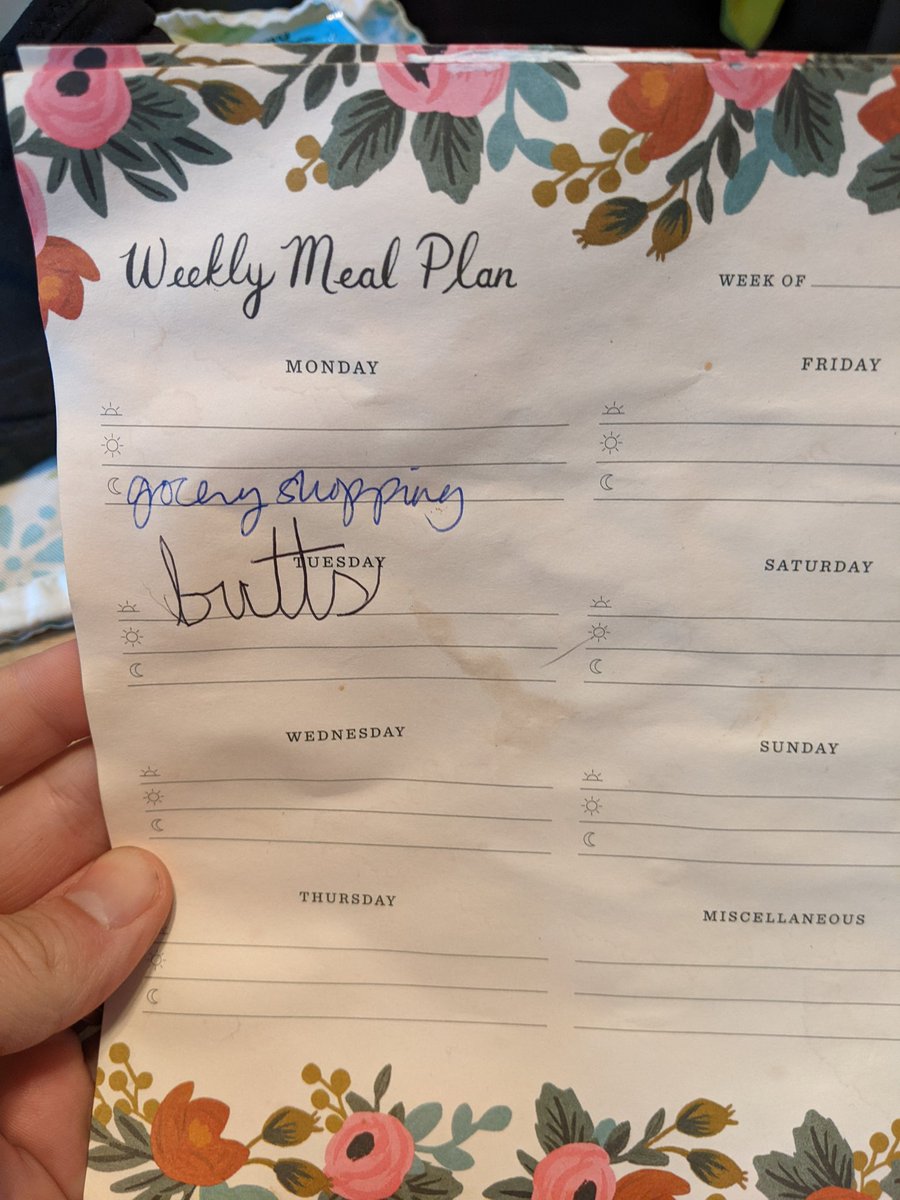 Weekly Meal Plan
WEEK OF
MONDAY
grocery shopping
TUESDAY
butts
WEDNESDAY
THURSDAY
FRIDAY
SATURDAY
SUNDAY
MISCELLANEOUS